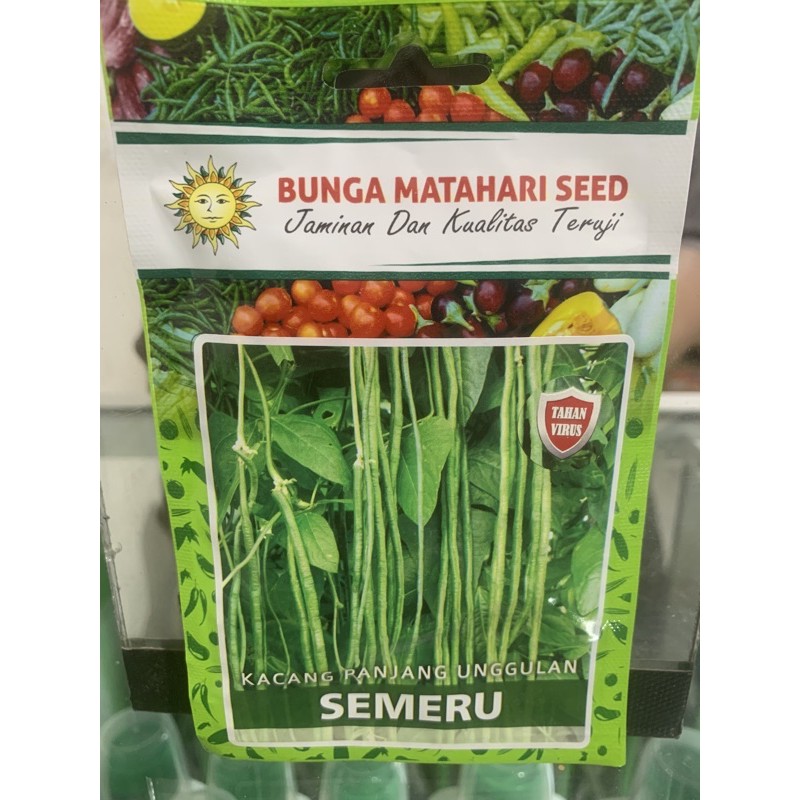 BUNGA MATAHARI SEED
Jaminan Dan Kualitas Teruji
TAHAN
VIRUS
KACANG PANJANG UNGGULAN
SEMERU